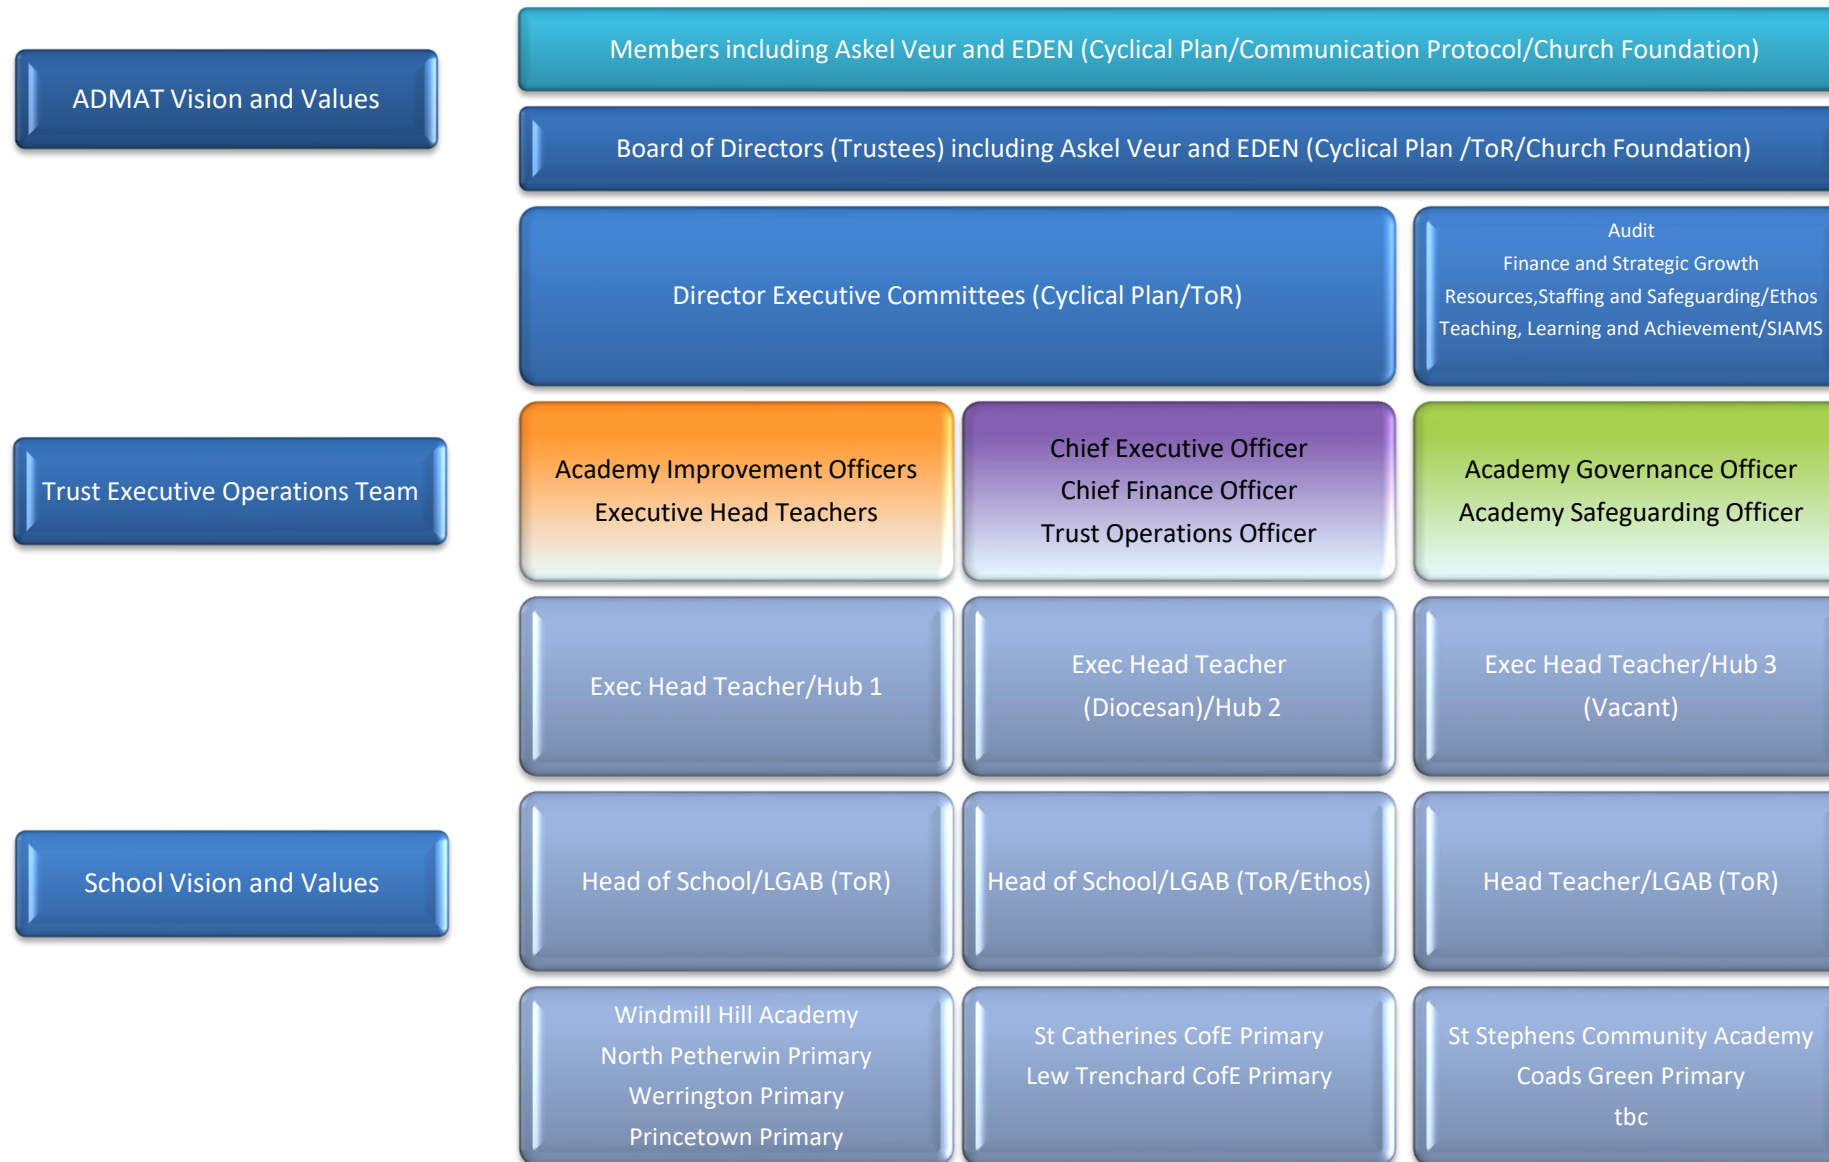 ADMAT Vision and Values
Members including Askel Veur and EDEN (Cyclical Plan/Communication Protocol/Church Foundation)
Board of Directors (Trustees) including Askel Veur and EDEN (Cyclical Plan /ToR/Church Foundation)
Director Executive Committees (Cyclical Plan/ToR)
Audit
Finance and Strategic Growth
Resources,Staffing and Safeguarding/Ethos
Teaching, Learning and Achievement/SIAMS
Trust Executive Operations Team
Academy Improvement Officers
Executive Head Teachers
Chief Executive Officer
Chief Finance Officer
Trust Operations Officer
Academy Governance Officer
Academy Safeguarding Officer
Exec Head Teacher/Hub 1
Exec Head Teacher
(Diocesan)/Hub 2
Exec Head Teacher/Hub 3
(Vacant)
School Vision and Values
Head of School/LGAB (ToR)
Head of School/LGAB (ToR/Ethos)
Head Teacher/LGAB (ToR)
Windmill Hill Academy
North Petherwin Primary
Werrington Primary
Princetown Primary
St Catherines CofE Primary
Lew Trenchard CofE Primary
St Stephens Community Academy
Coads Green Primary
tbc